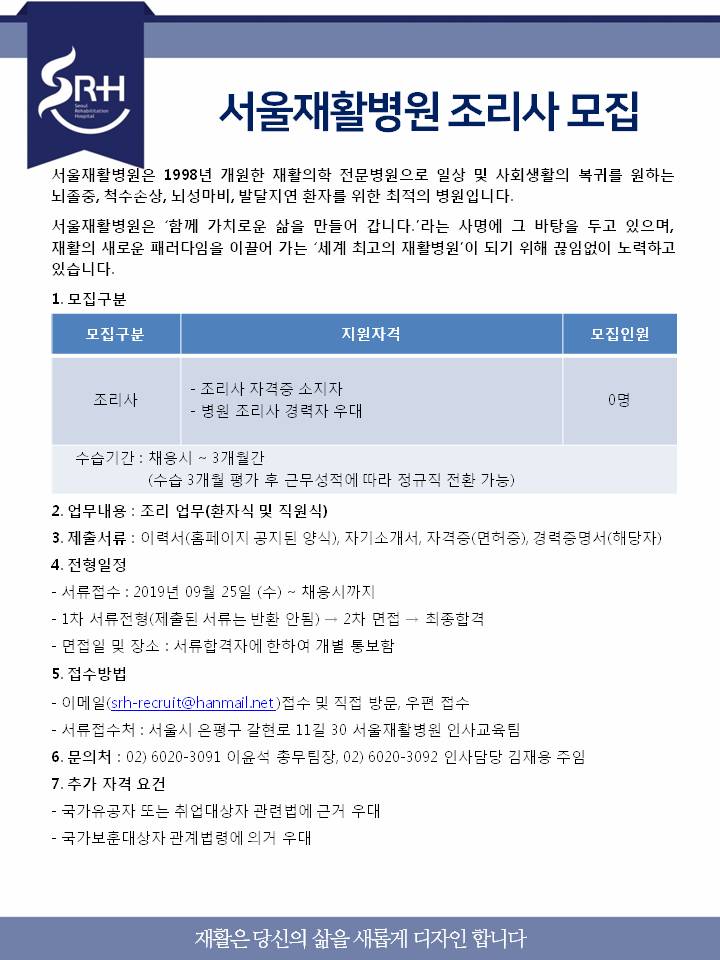 SRH
Seoul
Rehabilitation
Hospital
서울재활병원 조리사 모집
서울재활병원은 1998년 개원한 재활의학 전문병원으로 일상 및 사회생활의 복귀를 원하는
뇌졸중, 척수손상, 뇌성마비, 발달지연 환자를 위한 최적의 병원입니다.
서울재활병원은 ‘함께 가치로운 삶을 만들어 갑니다.’라는 사명에 그 바탕을 두고 있으며,
재활의 새로운 패러다임을 이끌어 가는 ‘세계 최고의 재활병원’이 되기 위해 끊임없이 노력하고
있습니다.
1. 모집구분
모집구분 지원자격 모집인원
조리사
- 조리사 자격증 소지자
- 병원 조리사 경력자 우대
0명
수습기간 : 채용시 ~ 3개월간
(수습 3개월 평가 후 근무성적에 따라 정규직 전환 가능)
2. 업무내용 : 조리 업무(환자식 및 직원식)
3. 제출서류 : 이력서(홈페이지 공지된 양식), 자기소개서, 자격증(면허증), 경력증명서(해당자)
4. 전형일정
- 서류접수 : 2019년 09월 25일 (수) ~ 채용시까지
- 1차 서류전형(제출된 서류는 반환 안됨) → 2차 면접 → 최종합격
- 면접일 및 장소 : 서류합격자에 한하여 개별 통보함
5. 접수방법
- 이메일(srh-recruit@hanmail.net )접수 및 직접 방문, 우편 접수
- 서류접수처 : 서울시 은평구 갈현로 11길 30 서울재활병원 인사교육팀
6. 문의처 : 02) 6020-3091 이윤석 총무팀장, 02) 6020-3092 인사담당 김재용 주임
7. 추가 자격 요건
- 국가유공자 또는 취업대상자 관련법에 근거 우대
- 국가보훈대상자 관계법령에 의거 우대
재활은 당신의 삶을 새롭게 디자인 합니다